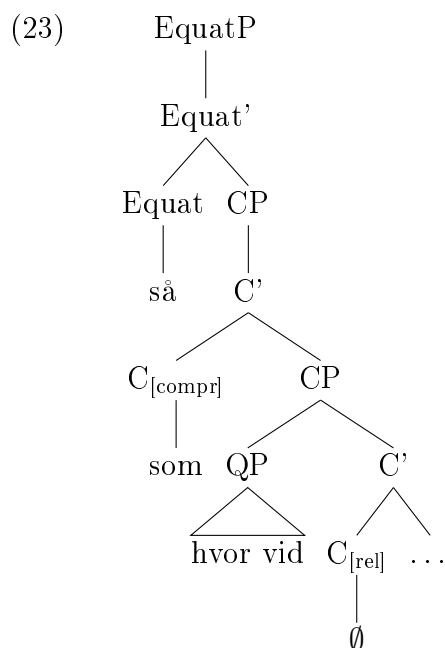 (23) EquatP
Equat’
Equat CP
så C’
C[compr] CP
som QP C’
hvor vid C[rel] ...
∅